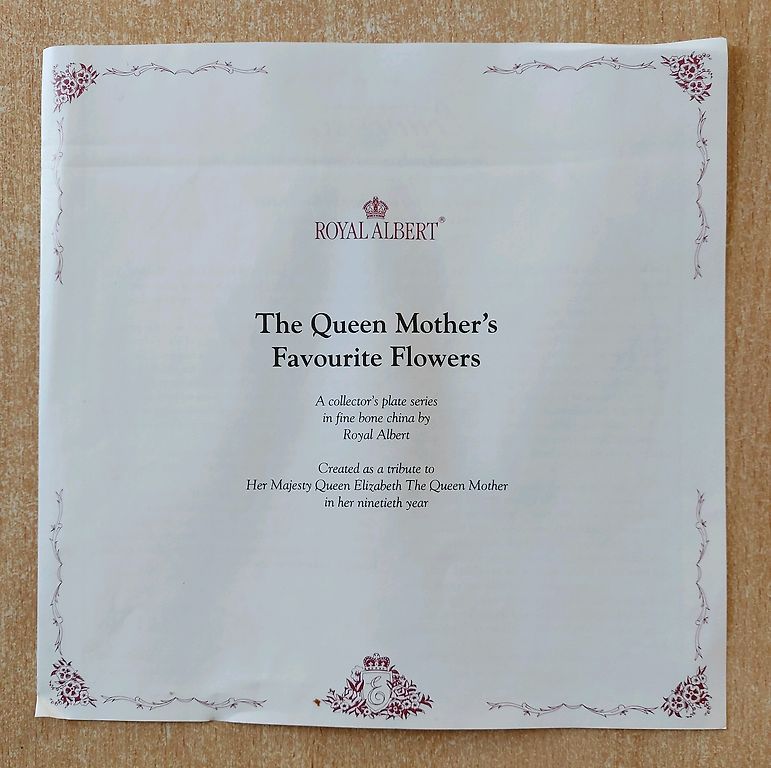 ROYAL ALBERT®
The Queen Mother's
Favourite Flowers
A collector's plate series
in fine bone china by
Royal Albert
Created as a tribute to
Her Majesty Queen Elizabeth The Queen Mother
in her ninetieth year
E